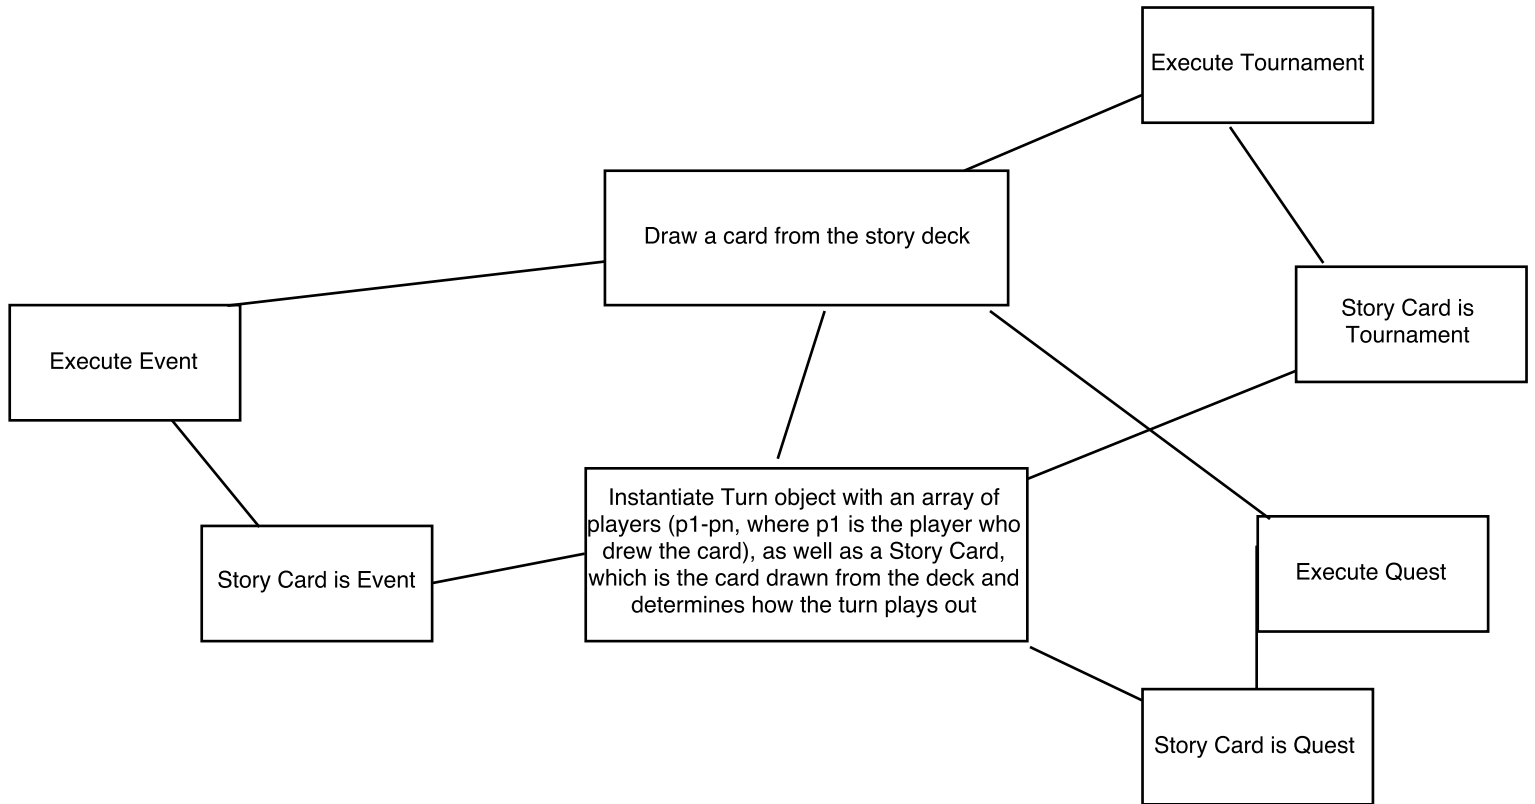 Execute Tournament
Draw a card from the story deck
Story Card is
Tournament
Execute Event
Instantiate Turn object with an array of
players (p1-pn, where p1 is the player who
drew the card), as well as a Story Card,
which is the card drawn from the deck and
determines how the turn plays out
Story Card is Event
Execute Quest
Story Card is Quest